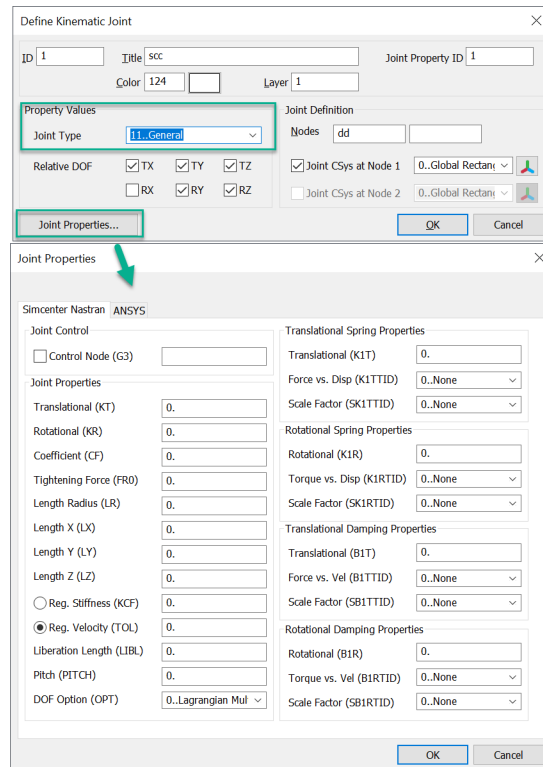 Define Kinematic Joint
ID 1 Title scc Joint Property ID 1
Color 124 Layer 1
Property Values Joint Definition
Joint Type 11..General Nodes dd
Relative DOF TX TY TZ Joint CSys at Node 1 0..Global Rectang
RX RY RZ Joint CSys at Node 2 0..Global Rectang
Joint Properties... OK Cancel
Joint Properties
Simcenter Nastran ANSYS
Joint Control
Control Node (G3)
Joint Properties
Translational (KT) 0.
Rotational (KR) 0.
Coefficient (CF) 0.
Tightening Force (FR0) 0.
Length Radius (LR) 0.
Length X (LX) 0.
Length Y (LY) 0.
Length Z (LZ) 0.
Reg. Stiffness (KCF) 0.
Reg. Velocity (TOL) 0.
Liberation Length (LIBL) 0.
Pitch (PITCH) 0.
DOF Option (OPT) 0..Lagrangian Mul
Translational Spring Properties
Translational (K1T) 0.
Force vs. Disp (K1TTID) 0..None
Scale Factor (SK1TTID) 0..None
Rotational Spring Properties
Rotational (K1R) 0.
Torque vs. Disp (K1RTID) 0..None
Scale Factor (SK1RTID) 0..None
Translational Damping Properties
Translational (B1T) 0.
Force vs. Vel (B1TTID) 0..None
Scale Factor (SB1TTID) 0..None
Rotational Damping Properties
Rotational (B1R) 0.
Torque vs. Vel (B1RTID) 0..None
Scale Factor (SB1RTID) 0..None
OK Cancel